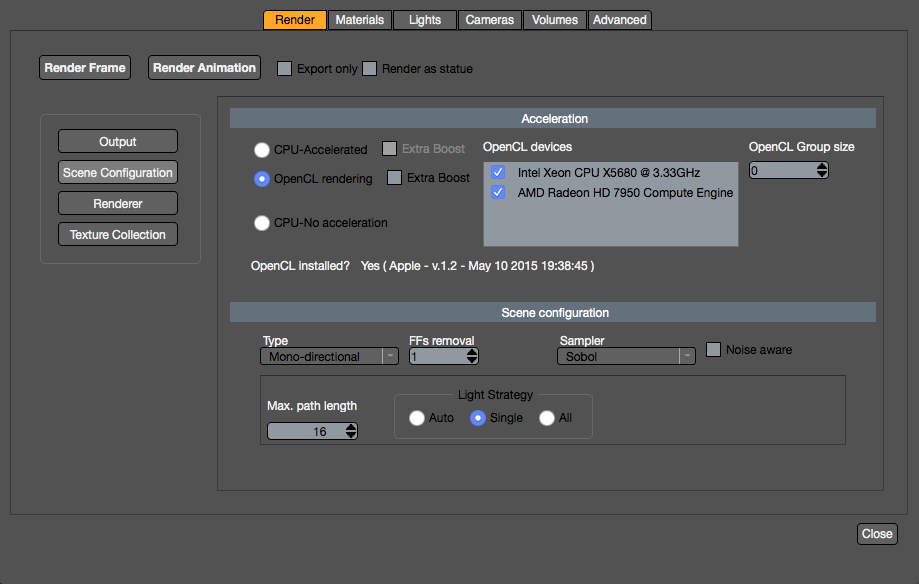 Render Materials Lights Cameras Volumes Advanced
Render Frame Render Animation Export only Render as statue
Output
Scene Configuration
Renderer
Texture Collection
Acceleration
CPU-Accelerated Extra Boost OpenCL devices OpenCL Group size
Intel Xeon CPU X5680 @ 3.33GHz 0
OpenCL rendering Extra Boost AMD Radeon HD 7950 Compute Engine
CPU-No acceleration
OpenCL installed? Yes ( Apple - v.1.2 - May 10 2015 19:38:45 )
Scene configuration
Type FFs removal Sampler
Mono-directional 1 Sobol Noise aware
Max. path length Light Strategy
16 Auto Single All
Close